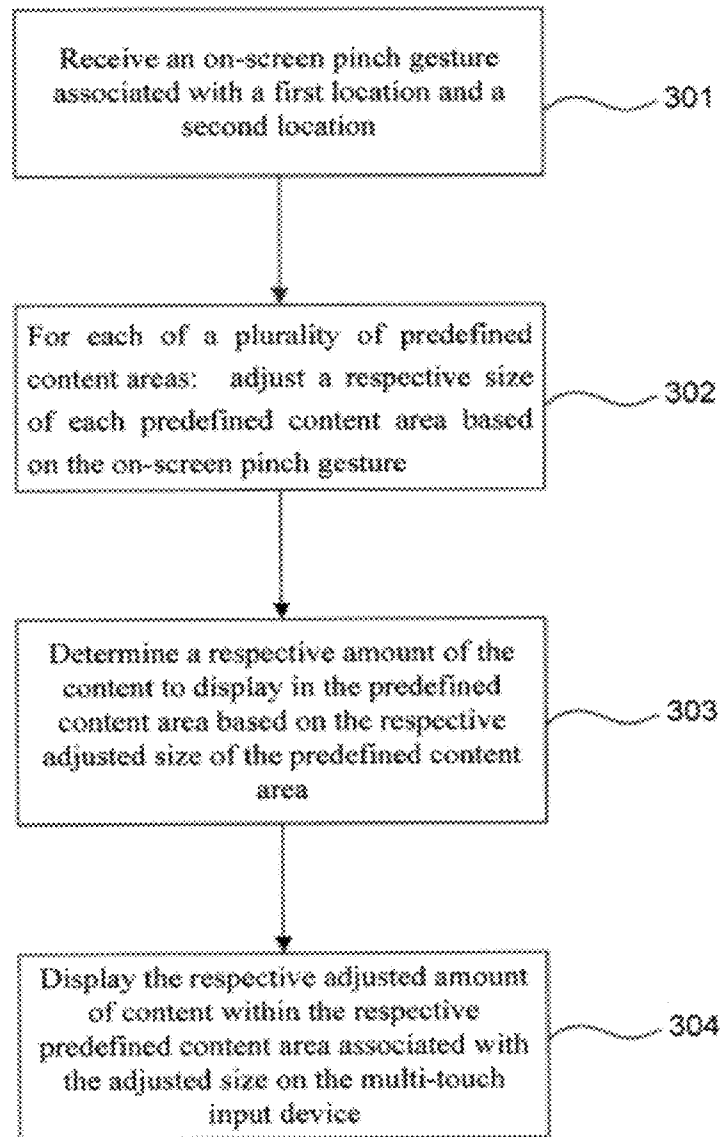 Receive an on-screen pinch gesture
associated with a first location and a
second location
301
For each of a plurality of predefined
content areas: adjust a respective size
of each predefined content area based
on the on-screen pinch gesture
302
Determine a respective amount of the
content to display in the predefined
content area based on the respective
adjusted size of the predefined content
area
303
Display the respective adjusted amount
of content within the respective
predefined content area associated with
the adjusted size on the multi-touch
input device
304